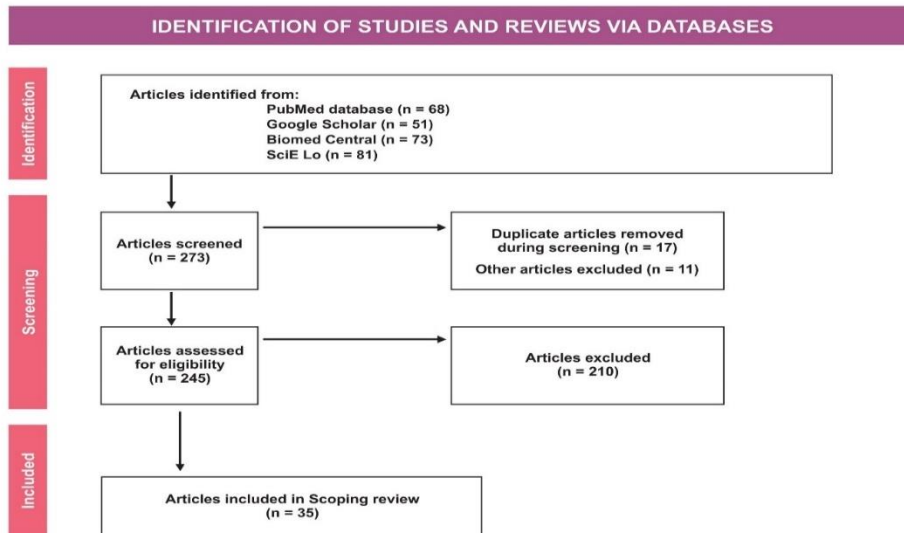 IDENTIFICATION OF STUDIES AND REVIEWS VIA DATABASES
Identification
Articles identified from:
PubMed database (n = 68)
Google Scholar (n = 51)
Biomed Central (n = 73)
SciE Lo (n = 81)
Screening
Articles screened
(n = 273)
Duplicate articles removed
during screening (n = 17)
Other articles excluded (n = 11)
Articles assessed
for eligibility
(n = 245)
Articles excluded
(n = 210)
Included
Articles included in Scoping review
(n = 35)